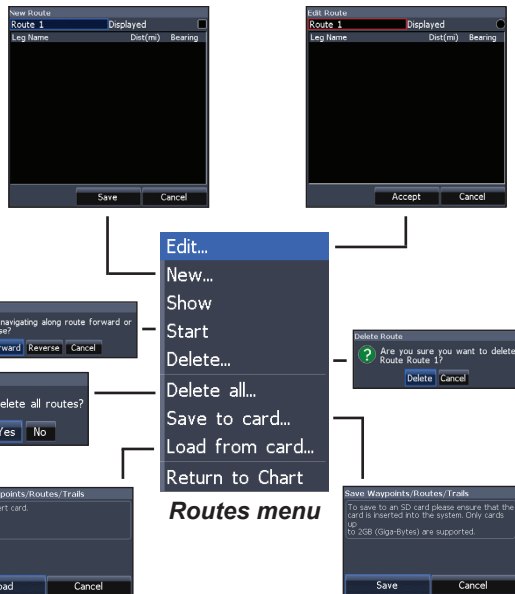 New Route
Route 1 Displayed
Leg Name Dist(mi) Bearing
Save Cancel
Edit Route
Route 1 Displayed
Leg Name Dist(mi) Bearing
Accept Cancel
Edit...
New...
Show
Start
Delete...
Delete all...
Save to card...
Load from card...
Return to Chart
Routes menu
navigating along route forward or
se?
ward Reverse Cancel
Delete Route
? Are you sure you want to delete
Route Route 1?
Delete Cancel
elete all routes?
Yes No
points/Routes/Trails
ert card.
oad Cancel
Save Waypoints/Routes/Trails
To save to an SD card please ensure that the
card is inserted into the system. Only cards
up
to 2GB (Giga-Bytes) are supported.
Save Cancel